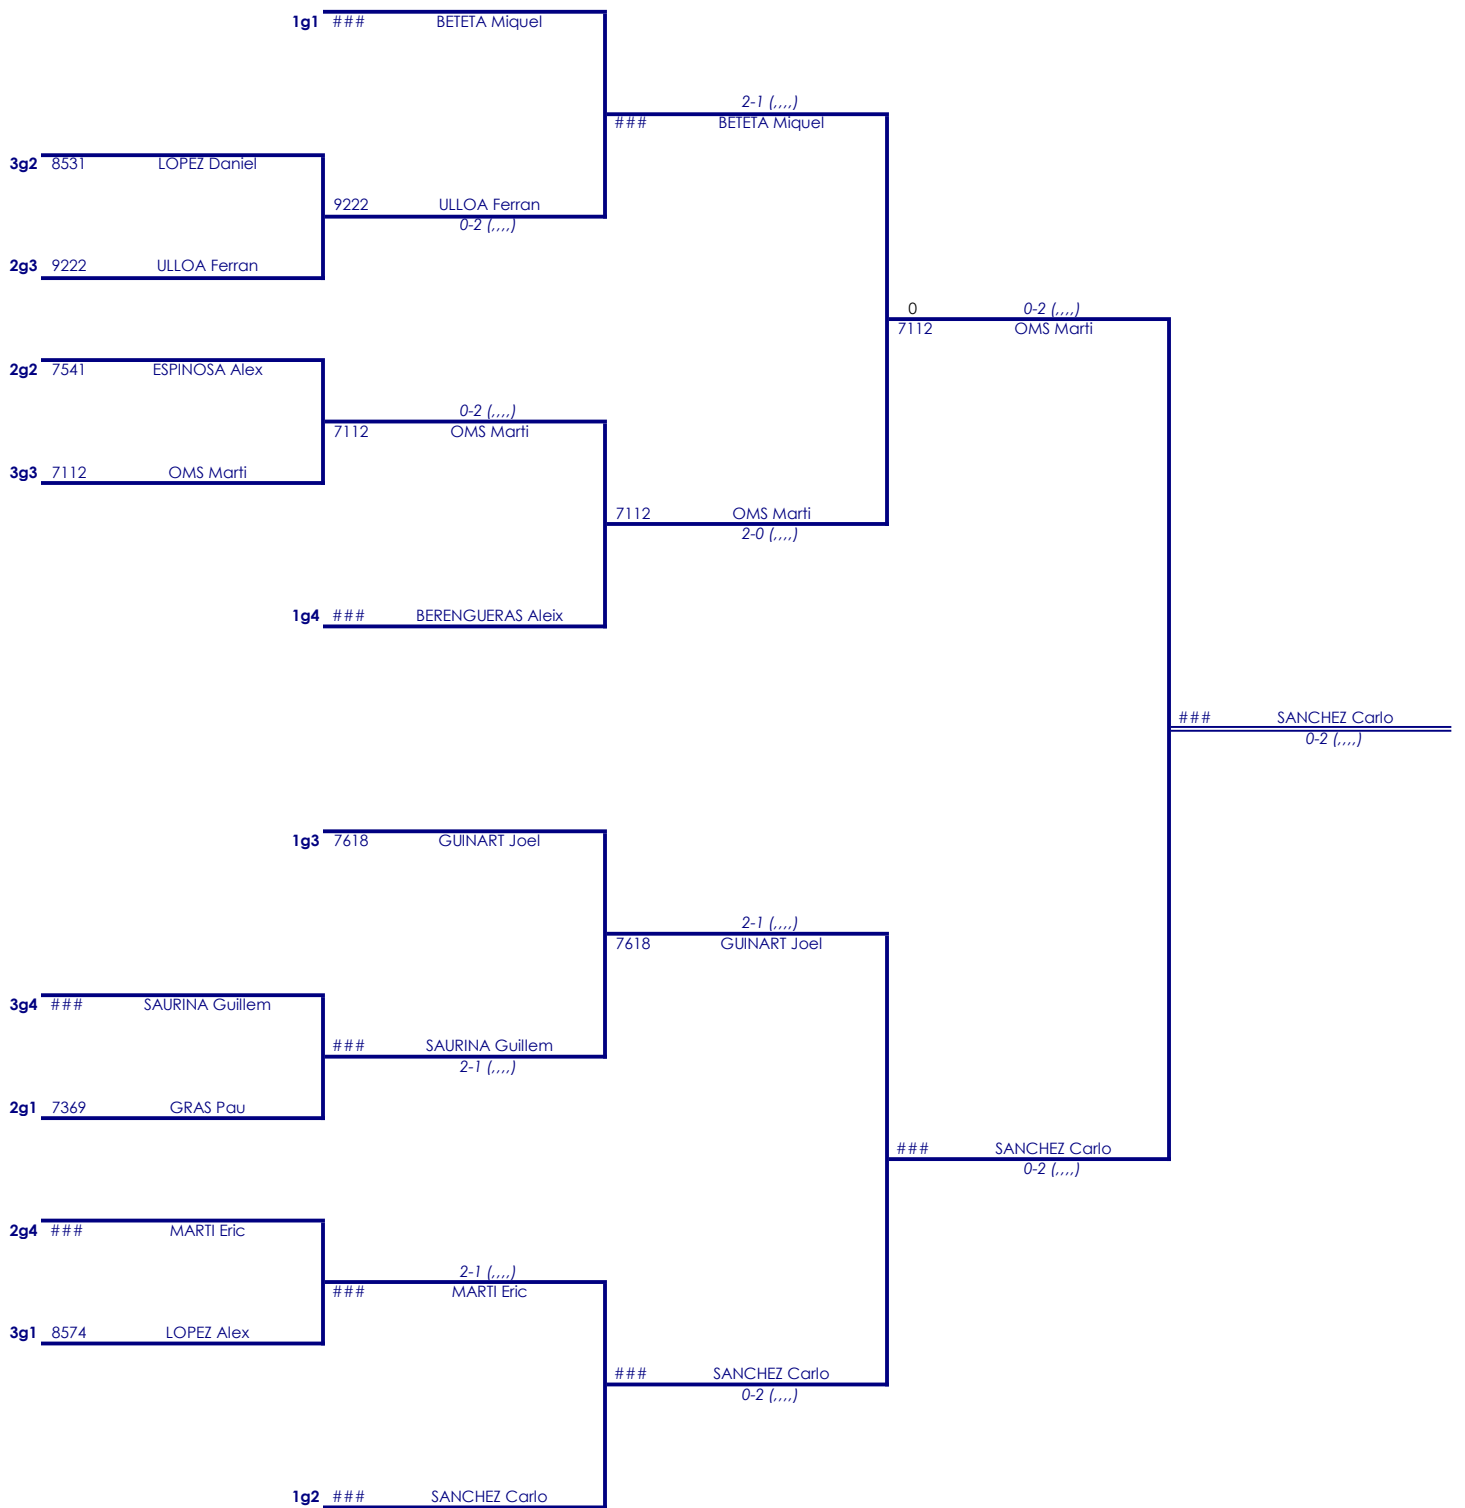 1g1 ### BETETA Miquel
2-1 (,,,,)
### BETETA Miquel
3g2 8531 LOPEZ Daniel
9222 ULLOA Ferran
0-2 (,,,,)
2g3 9222 ULLOA Ferran
0 0-2 (,,,,)
7112 OMS Marti
2g2 7541 ESPINOSA Alex
0-2 (,,,,)
7112 OMS Marti
3g3 7112 OMS Marti
7112 OMS Marti
2-0 (,,,,)
1g4 ### BERENGUERAS Aleix
### SANCHEZ Carlo
0-2 (,,,,)
1g3 7618 GUINART Joel
2-1 (,,,,)
7618 GUINART Joel
3g4 ### SAURINA Guillem
### SAURINA Guillem
2-1 (,,,,)
2g1 7369 GRAS Pau
### SANCHEZ Carlo
0-2 (,,,,)
2g4 ### MARTI Eric
2-1 (,,,,)
### MARTI Eric
3g1 8574 LOPEZ Alex
### SANCHEZ Carlo
0-2 (,,,,)
1g2 ### SANCHEZ Carlo